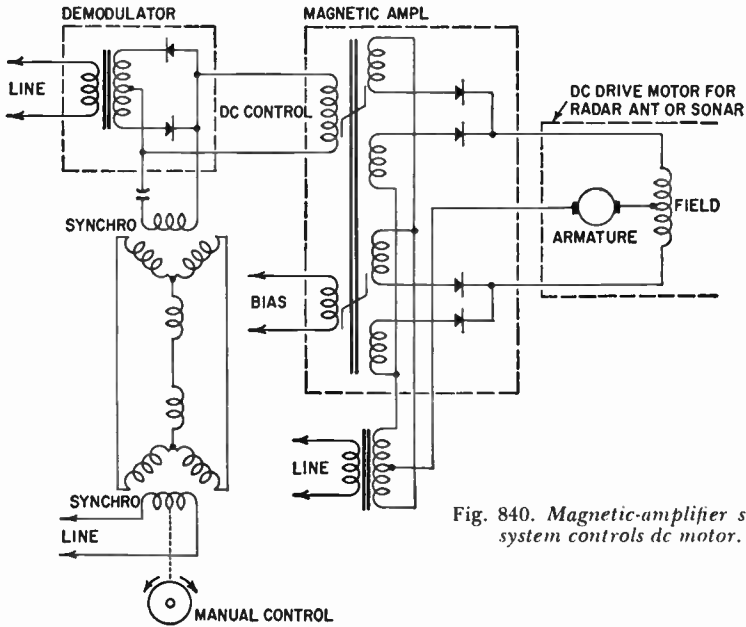 DEMODULATOR
MAGNETIC AMPL
LINE
DC CONTROL
DC DRIVE MOTOR FOR
RADAR ANT OR SONAR
SYNCHRO
ARMATURE
FIELD
BIAS
LINE
SYNCHRO
LINE
MANUAL CONTROL
Fig. 840. Magnetic-amplifier s
system controls dc motor.